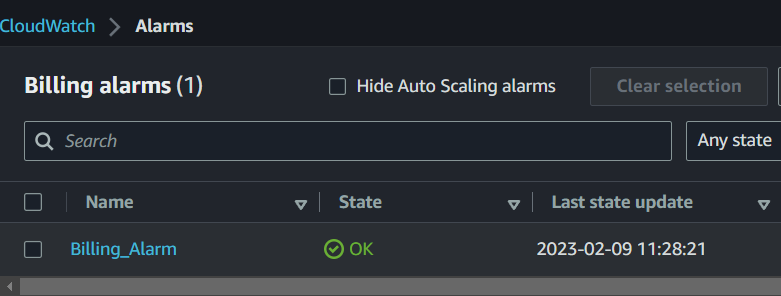 CloudWatch > Alarms
Billing alarms (1)
Hide Auto Scaling alarms
Clear selection
Search
Any state
Name
State
Last state update
Billing_Alarm
OK
2023-02-09 11:28:21